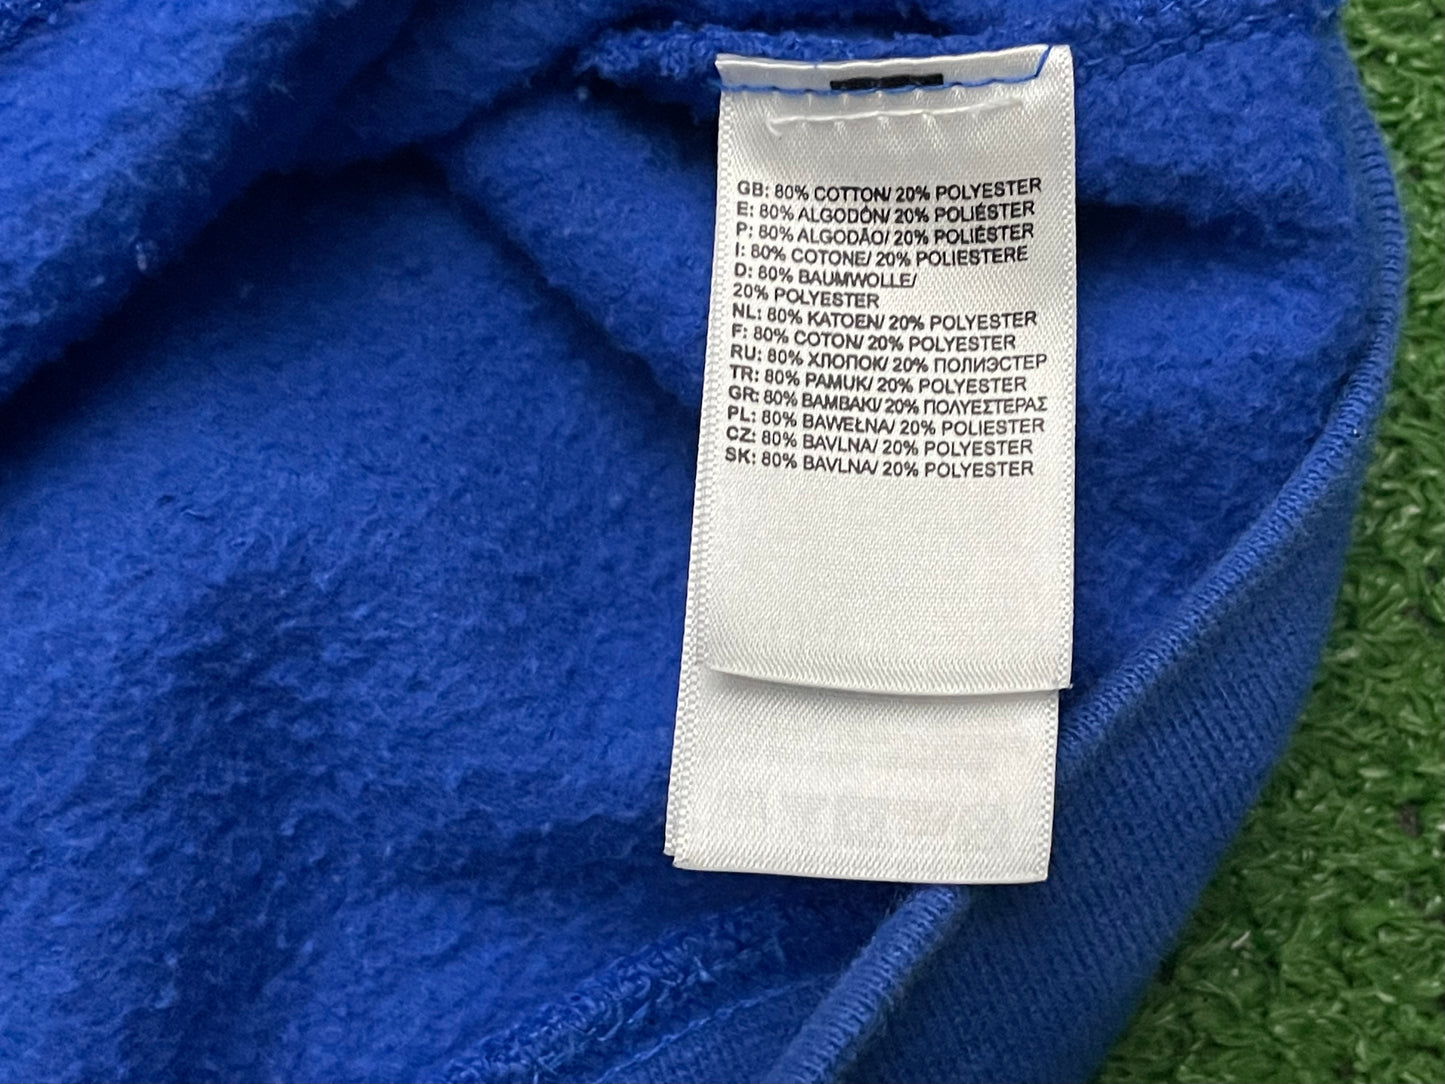 GB: 80% COTTON/ 20% POLYESTER
E: 80% ALGODÓN/ 20% POLIÉSTER
P: 80% ALGODÃO/ 20% POLIÉSTER
I: 80% COTONE/ 20% POLIESTERE
D: 80% BAUMWOLLE/
20% POLYESTER
NL: 80% KATOEN/ 20% POLYESTER
F: 80% COTON/ 20% POLYESTER
RU: 80% ХЛОПОК/ 20% ПОЛИЭСТЕР
TR: 80% PAMUK/ 20% POLYESTER
GR: 80% ΒΑΜΒΑΚΙ/ 20% ΠΟΛΥΕΣΤΕΡΑΣ
PL: 80% BAWEŁNA/ 20% POLIESTER
CZ: 80% BAVLNA/ 20% POLYESTER
SK: 80% BAVLNA/ 20% POLYESTER